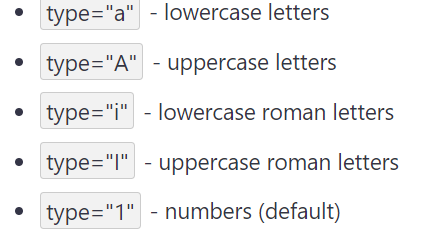 type="a" - lowercase letters
type="A" - uppercase letters
type="i" - lowercase roman letters
type="I" - uppercase roman letters
type="1" - numbers (default)